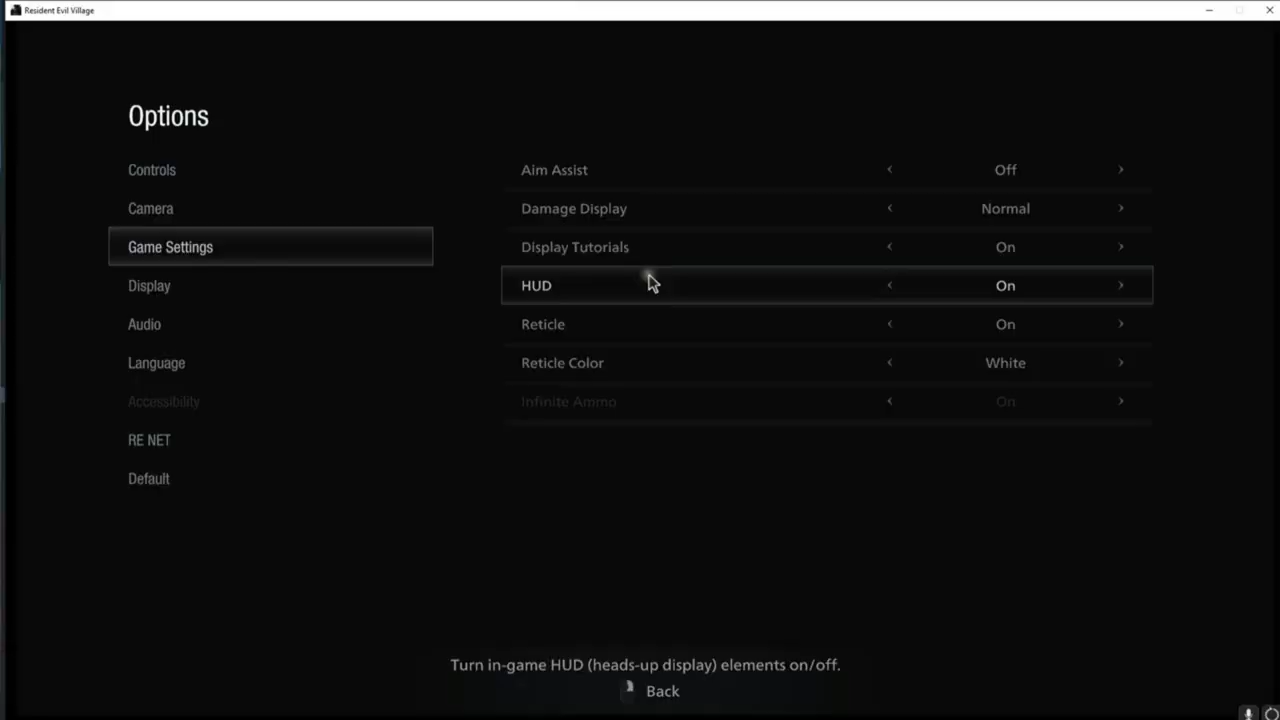 Resident Evil Village
Options
Controls
Camera
Game Settings
Display
Audio
Language
Accessibility
RE NET
Default
Aim Assist Off
Damage Display Normal
Display Tutorials On
HUD On
Reticle On
Reticle Color White
Infinite Ammo On
Turn in-game HUD (heads-up display) elements on/off.
Back